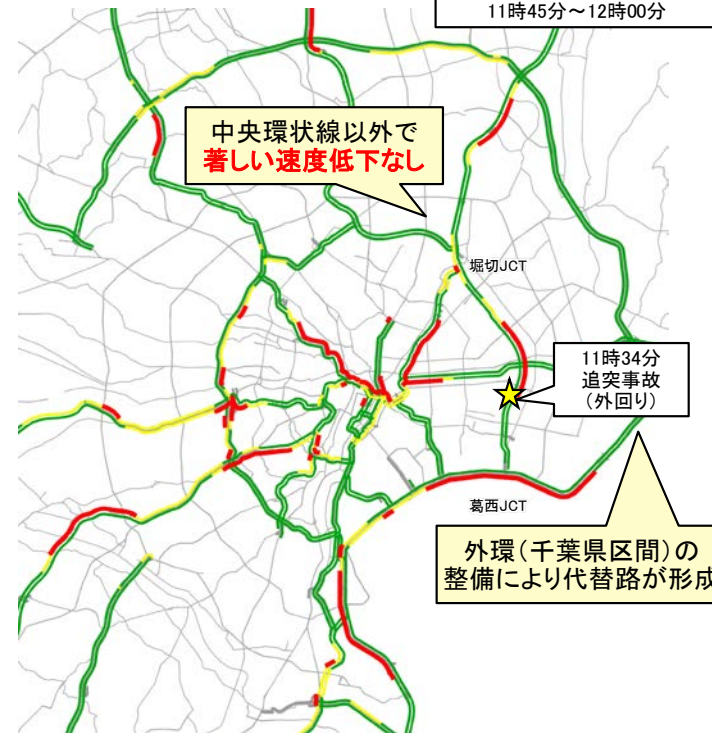 11時45分～12時00分
中央環状線以外で
著しい速度低下なし
堀切JCT
11時34分
追突事故
（外回り）
葛西JCT
外環（千葉県区間）の
整備により代替路が形成